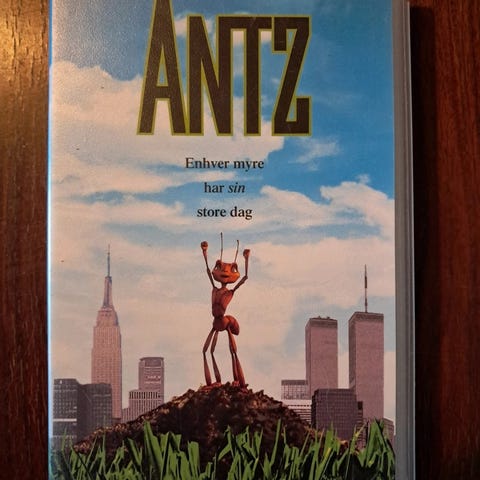 ANTZ
Enhver myre
har sin
store dag